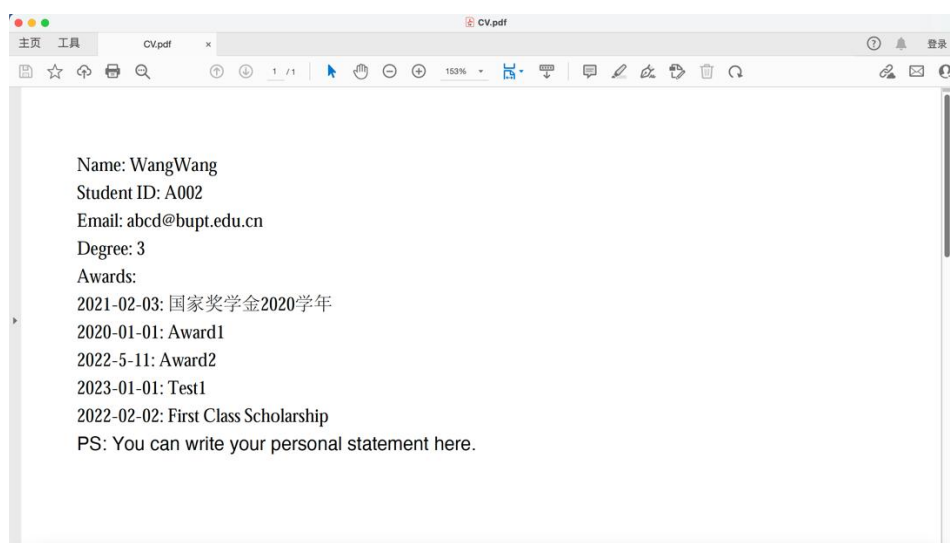 CV.pdf
主页 工具 CV.pdf × 登录
1 / 1 153%
Name: WangWang
Student ID: A002
Email: abcd@bupt.edu.cn
Degree: 3
Awards:
2021-02-03: 国家奖学金2020学年
2020-01-01: Award1
2022-5-11: Award2
2023-01-01: Test1
2022-02-02: First Class Scholarship
PS: You can write your personal statement here.